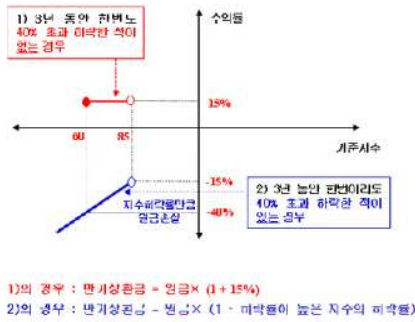 1) 3년 동안 한번도
40% 초과 하락한 적이
없는 경우
수익률
15%
60
85
기준지수
-15%
지수하락률만큼
원금손실
-40%
2) 3년 동안 한번이라도
40% 초과 하락한 적이
있는 경우
1)의 경우 : 만기상환금 = 원금× (1+15%)
2)의 경우 : 만기상환금 = 원금× (1 - 하락률이 높은 지수의 하락률)